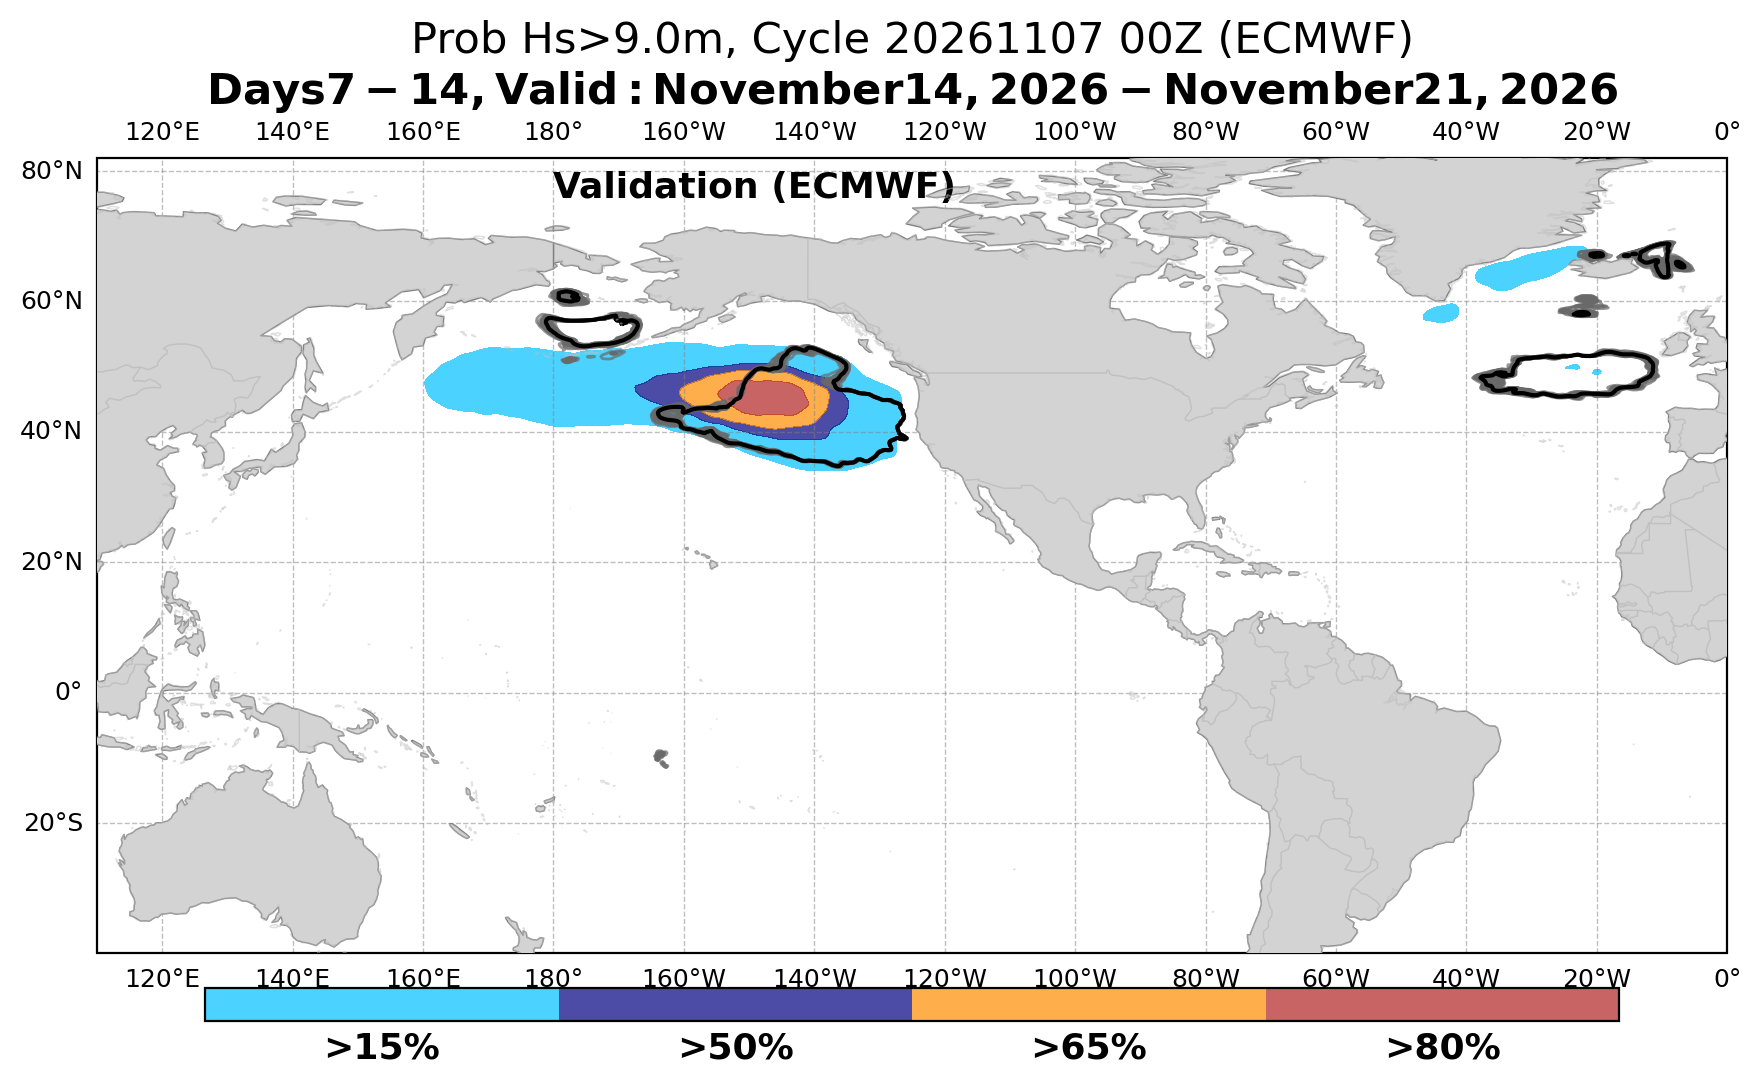 Prob Hs>9.0m, Cycle 20261107 00Z (ECMWF)
Days7 − 14, Valid : November14, 2026 − November21, 2026
120°E 140°E 160°E 180° 160°W 140°W 120°W 100°W 80°W 60°W 40°W 20°W 0°
80°N
Validation (ECMWF)
60°N
40°N
20°N
0°
20°S
120°E 140°E 160°E 180° 160°W 140°W 120°W 100°W 80°W 60°W 40°W 20°W 0°
>15% >50% >65% >80%